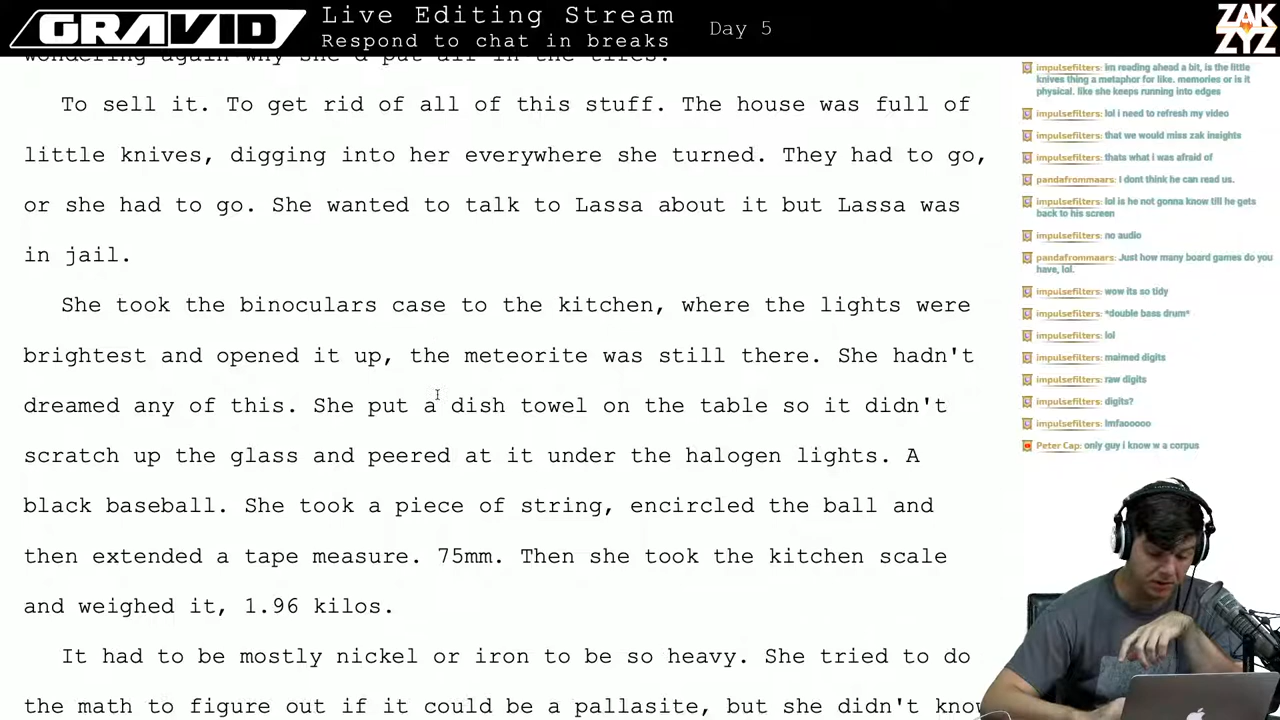 GRAVID
Live Editing Stream
Respond to chat in breaks
Day 5
ZAK
ZYZ
wondering again why she'd put all in the tires.
To sell it. To get rid of all of this stuff. The house was full of
little knives, digging into her everywhere she turned. They had to go,
or she had to go. She wanted to talk to Lassa about it but Lassa was
in jail.
She took the binoculars case to the kitchen, where the lights were
brightest and opened it up, the meteorite was still there. She hadn't
dreamed any of this. She put a dish towel on the table so it didn't
scratch up the glass and peered at it under the halogen lights. A
black baseball. She took a piece of string, encircled the ball and
then extended a tape measure. 75mm. Then she took the kitchen scale
and weighed it, 1.96 kilos.
It had to be mostly nickel or iron to be so heavy. She tried to do
the math to figure out if it could be a pallasite, but she didn't know
impulsefilters: im reading ahead a bit, is the little
knives thing a metaphor for like. memories or is it
physical. like she keeps running into edges
impulsefilters: lol i need to refresh my video
impulsefilters: that we would miss zak insights
impulsefilters: thats what i was afraid of
pandafrommaars: I dont think he can read us.
impulsefilters: lol is he not gonna know till he gets
back to his screen
impulsefilters: no audio
pandafrommaars: Just how many board games do you
have, lol.
impulsefilters: wow its so tidy
impulsefilters: *double bass drum*
impulsefilters: lol
impulsefilters: maimed digits
impulsefilters: raw digits
impulsefilters: digits?
impulsefilters: lmfaooooo
Peter Cap: only guy i know w a corpus